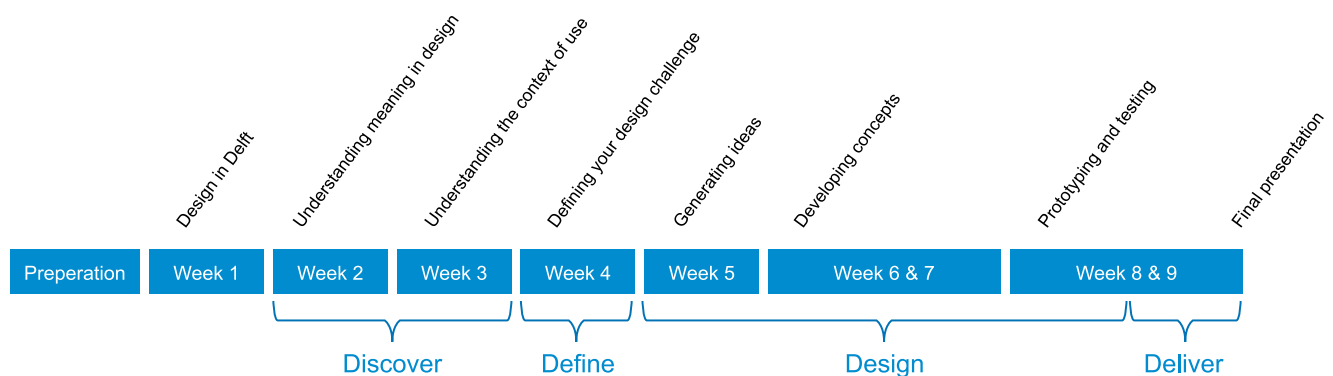 Design in Delft
Understanding meaning in design
Understanding the context of use
Defining your design challenge
Generating ideas
Developing concepts
Prototyping and testing
Final presentation
Preperation
Week 1
Week 2
Week 3
Week 4
Week 5
Week 6 & 7
Week 8 & 9
Discover
Define
Design
Deliver